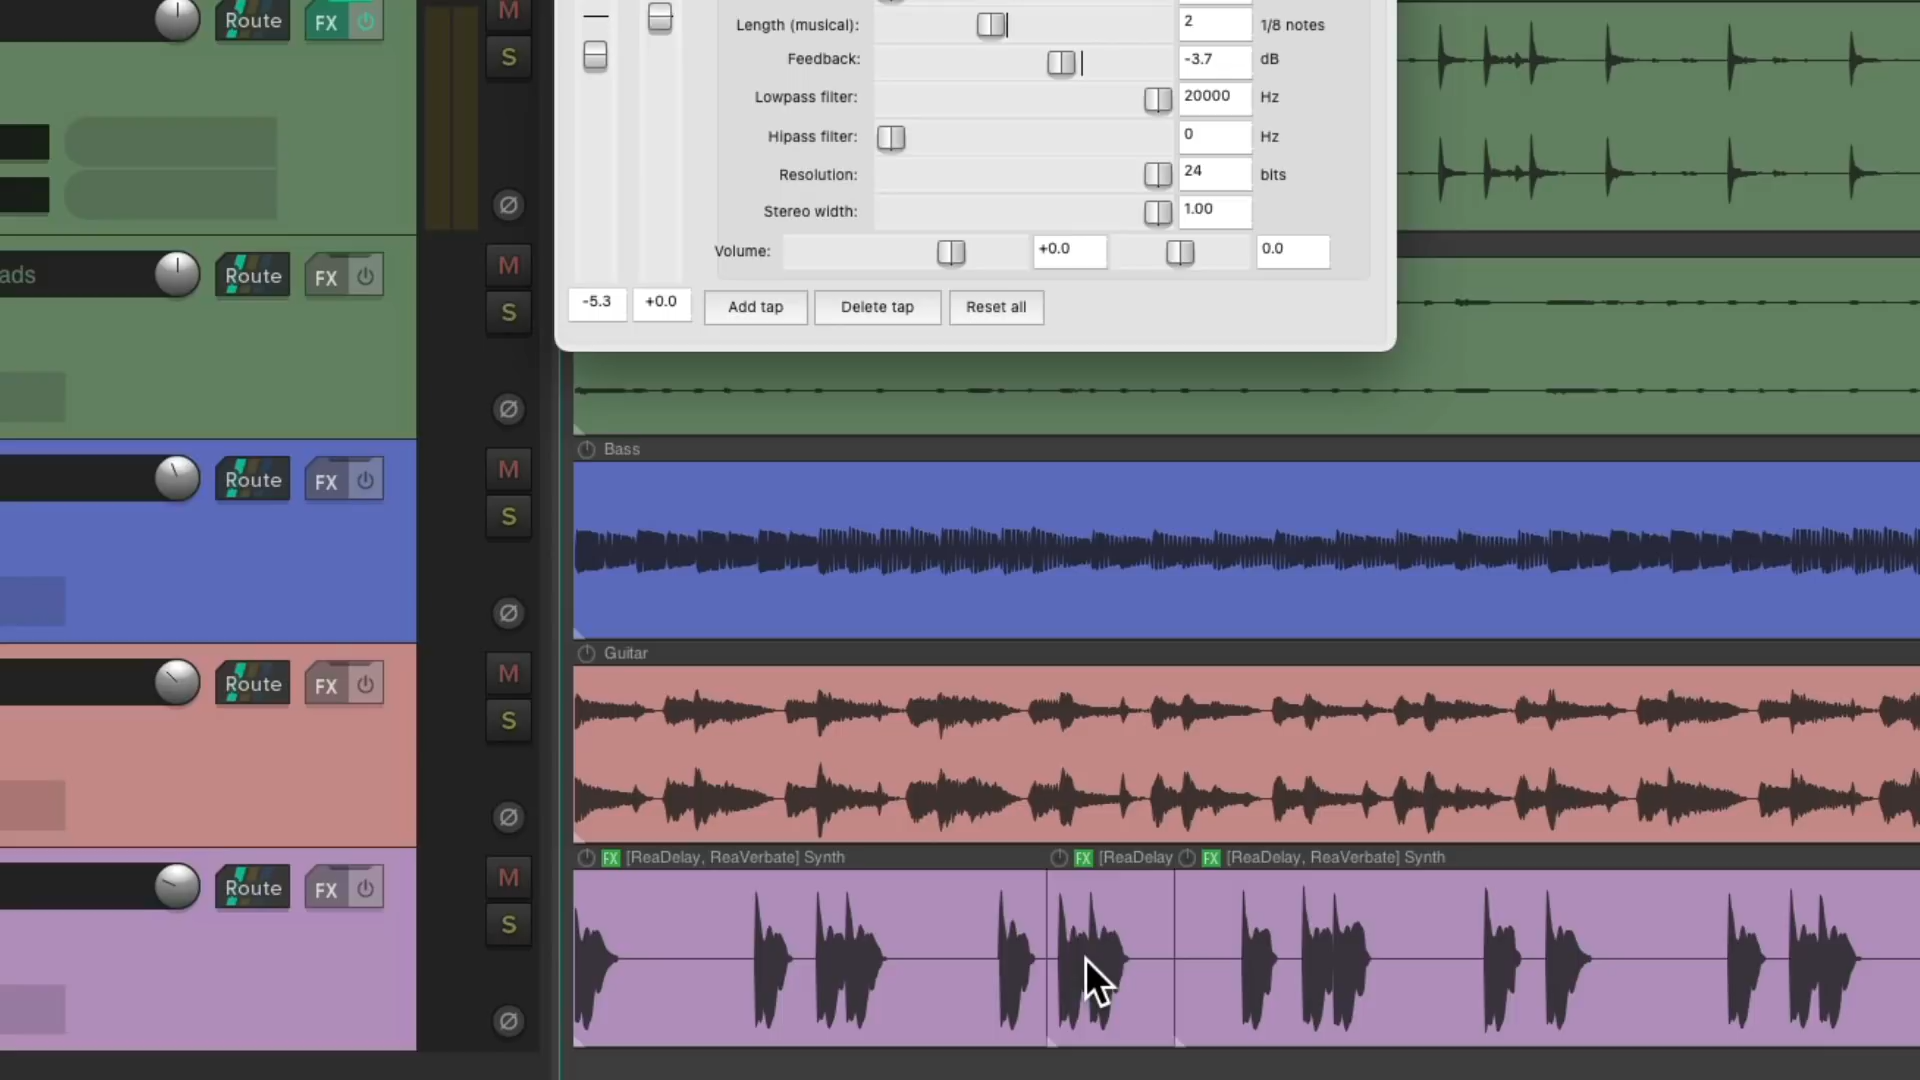 Route FX M
S
Length (musical): 2 1/8 notes
Feedback: -3.7 dB
Lowpass filter: 20000 Hz
Hipass filter: 0 Hz
Resolution: 24 bits
Stereo width: 1.00
Volume: +0.0 0.0
-5.3 +0.0 Add tap Delete tap Reset all
ads Route FX M
S
Bass
Route FX M
S
Guitar
Route FX M
S
FX [ReaDelay, ReaVerbate] Synth FX [ReaDelay FX [ReaDelay, ReaVerbate] Synth
Route FX M
S